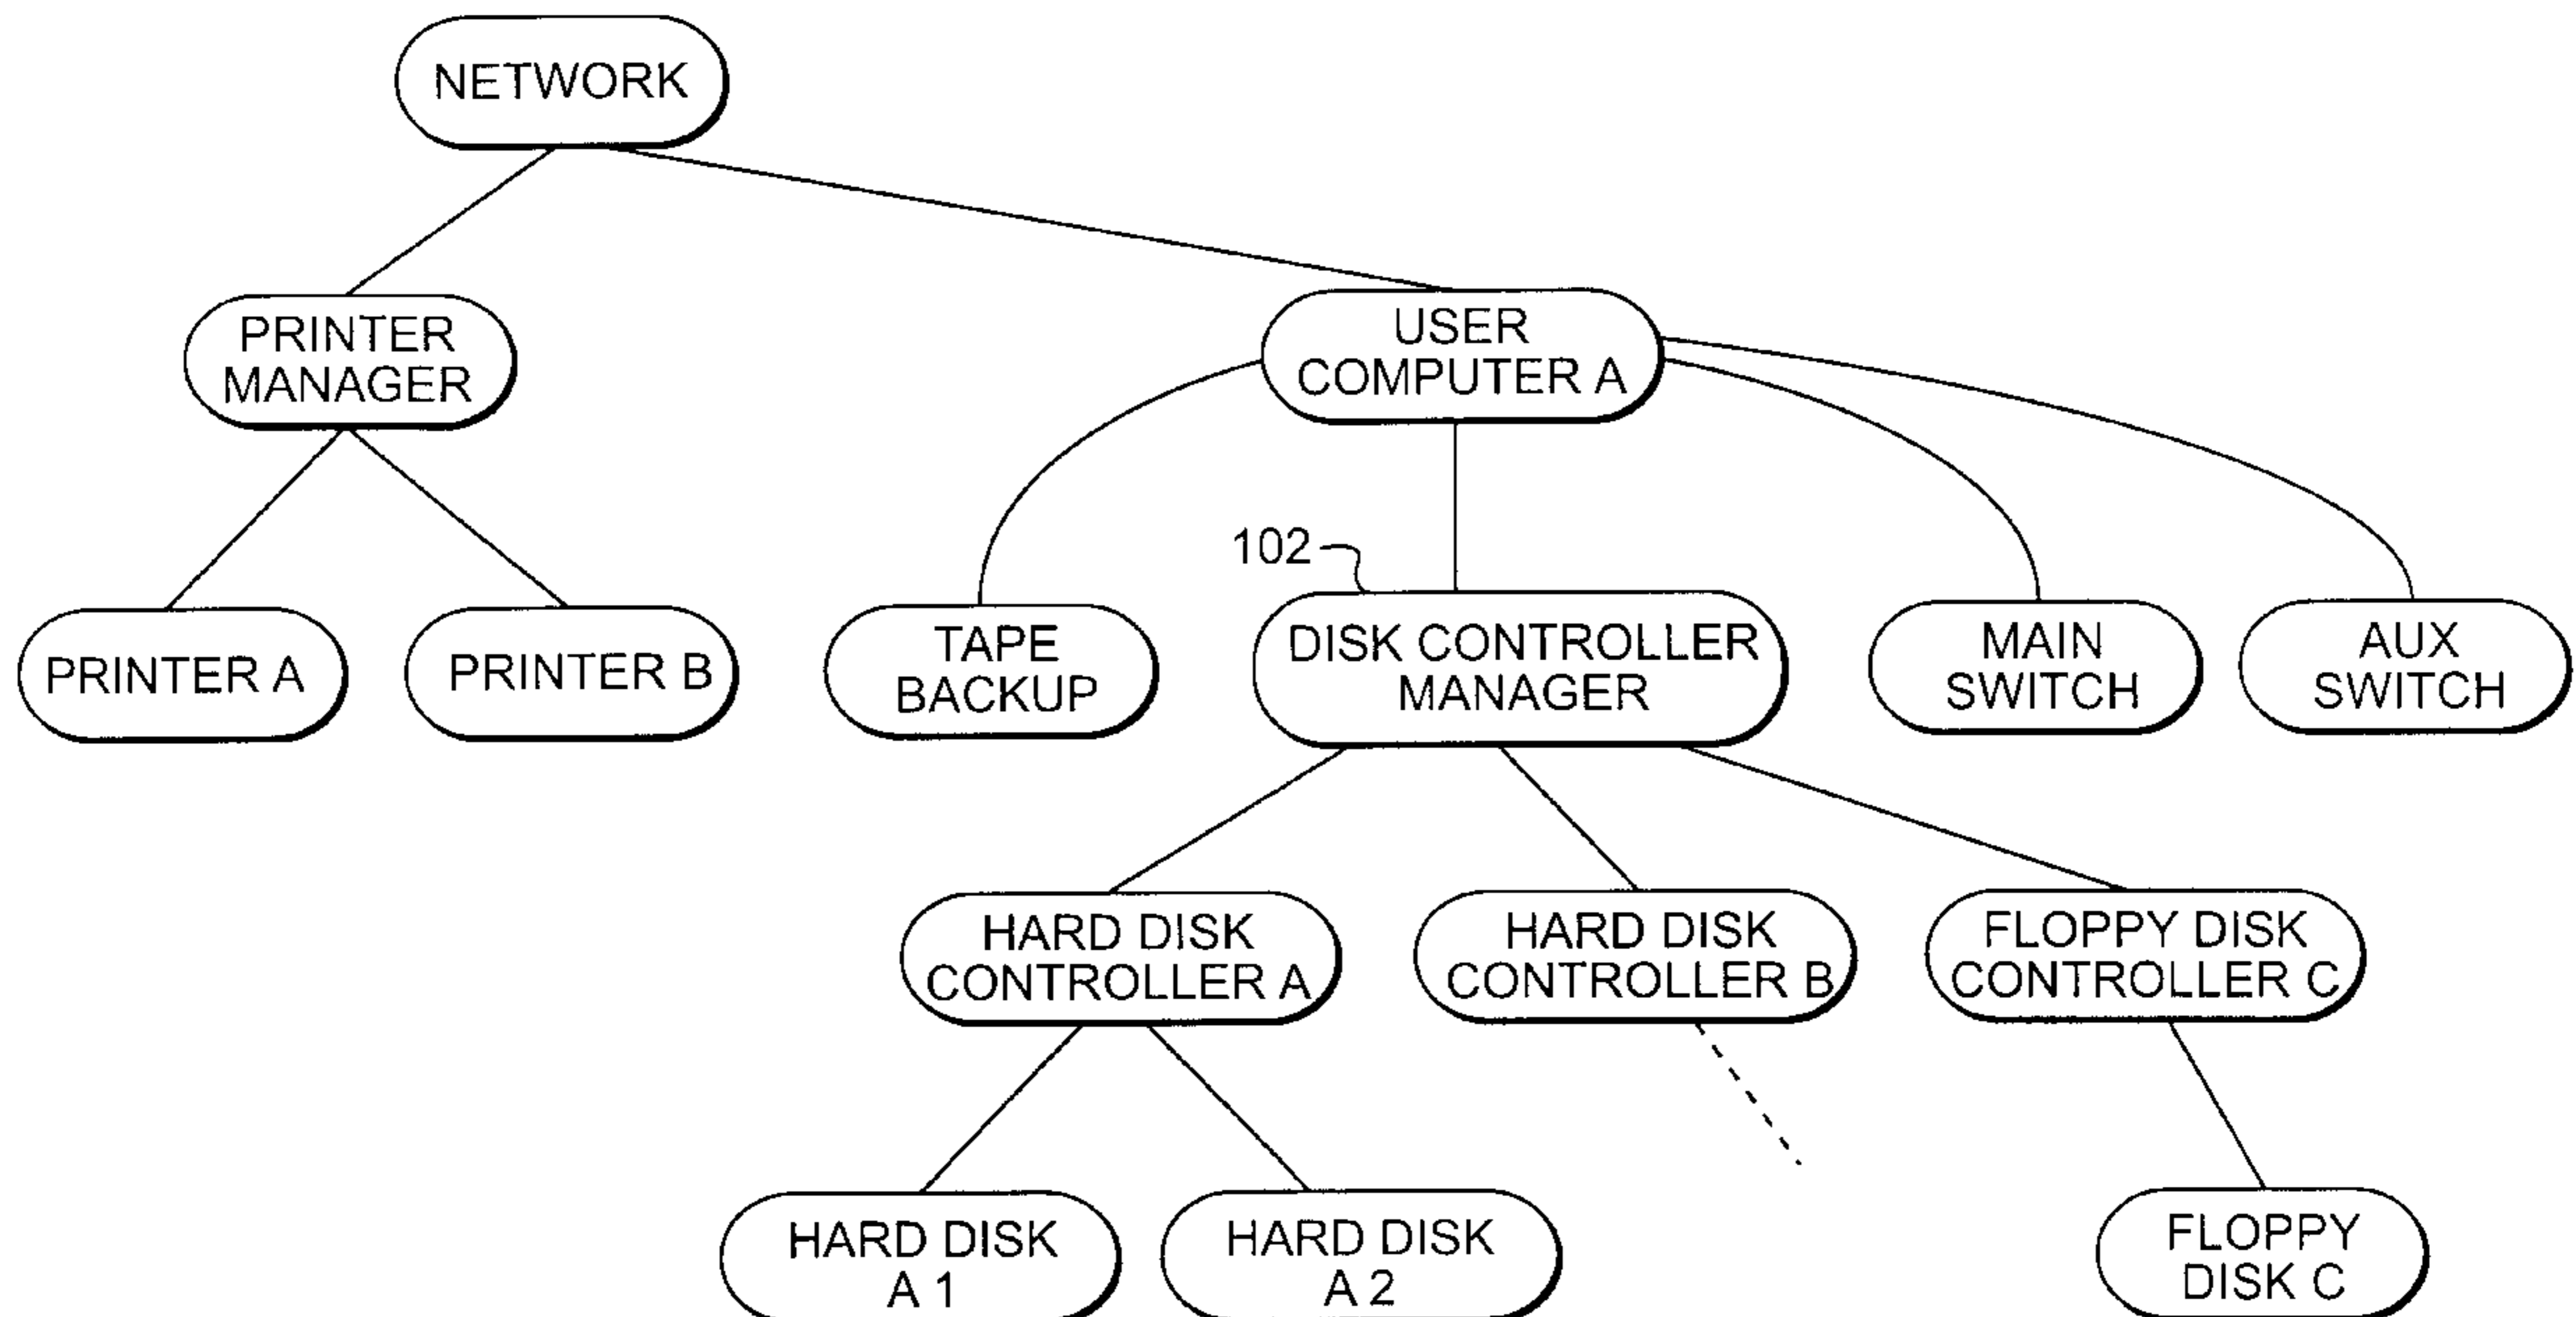 NETWORK
PRINTER
MANAGER
USER
COMPUTER A
102
PRINTER A
PRINTER B
TAPE
BACKUP
DISK CONTROLLER
MANAGER
MAIN
SWITCH
AUX
SWITCH
HARD DISK
CONTROLLER A
HARD DISK
CONTROLLER B
FLOPPY DISK
CONTROLLER C
HARD DISK
A 1
HARD DISK
A 2
FLOPPY
DISK C